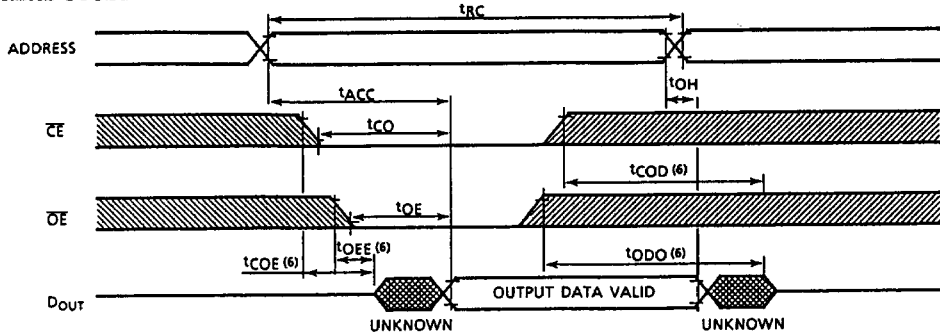 tRC
ADDRESS
tOH
tACC
CE
tCO
tCOD (6)
OE
tOE
tOEE (6)
tCOE (6)
tODO (6)
DOUT
OUTPUT DATA VALID
UNKNOWN
UNKNOWN